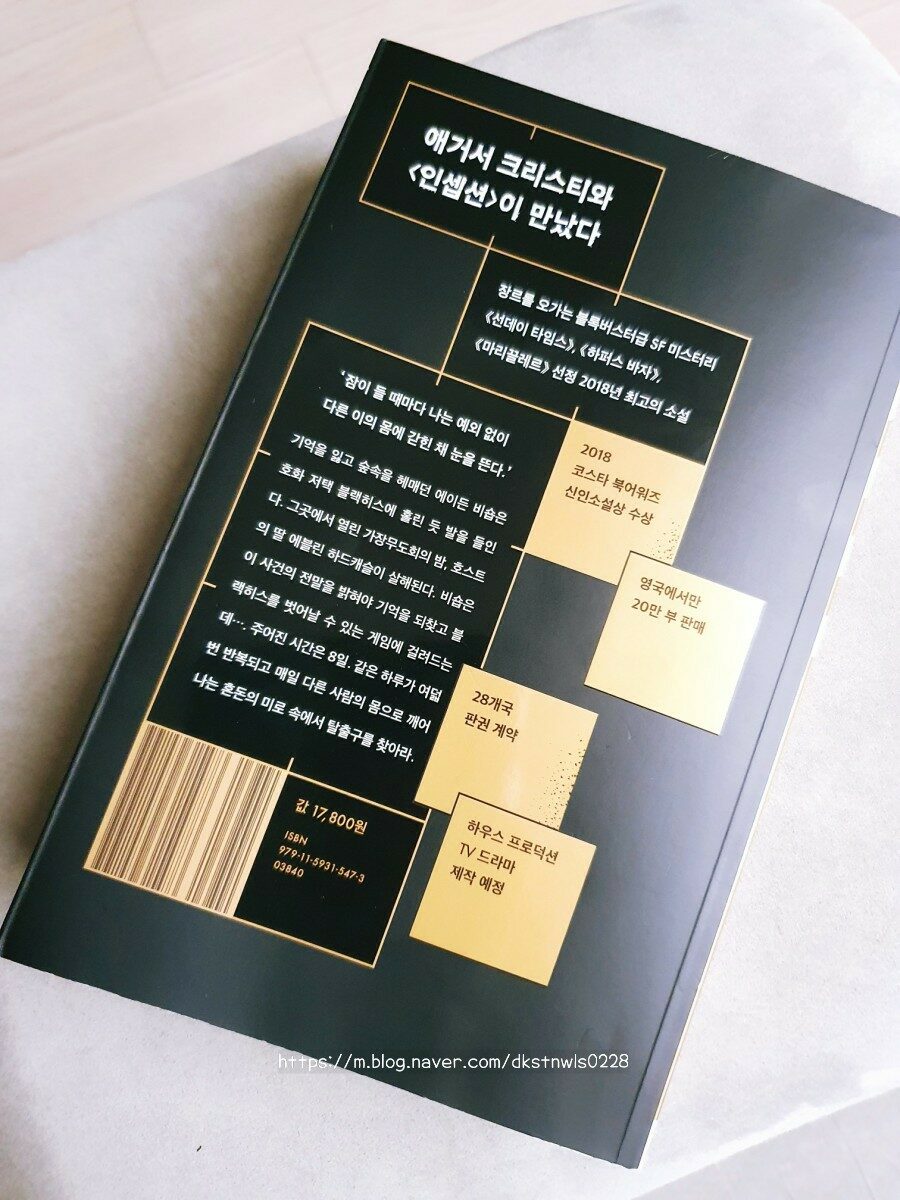 애거서 크리스티와
<인셉션>이 만났다
장르를 오가는 블록버스터급 SF 미스터리
《선데이 타임스》, 《하퍼스 바자》,
《마리끌레르》 선정 2018년 최고의 소설
'잠이 들 때마다 나는 예외 없이
다른 이의 몸에 갇힌 채 눈을 뜬다.'
기억을 잃고 숲속을 헤매던 에이든 비숍은
호화 저택 블랙히스에 홀린 듯 발을 들인
다. 그곳에서 열린 가장무도회의 밤, 호스트
의 딸 에블린 하드캐슬이 살해된다. 비숍은
이 사건의 전말을 밝혀야 기억을 되찾고 블
랙히스를 벗어날 수 있는 게임에 걸려드는
데…. 주어진 시간은 8일. 같은 하루가 여덟
번 반복되고 매일 다른 사람의 몸으로 깨어
나는 혼돈의 미로 속에서 탈출구를 찾아라.
2018
코스타 북어워즈
신인소설상 수상
영국에서만
20만 부 판매
28개국
판권 계약
하우스 프로덕션
TV 드라마
제작 예정
값 17,800원
ISBN
979-11-5931-547-3
03840
https://m.blog.naver.com/dkstnwls0228